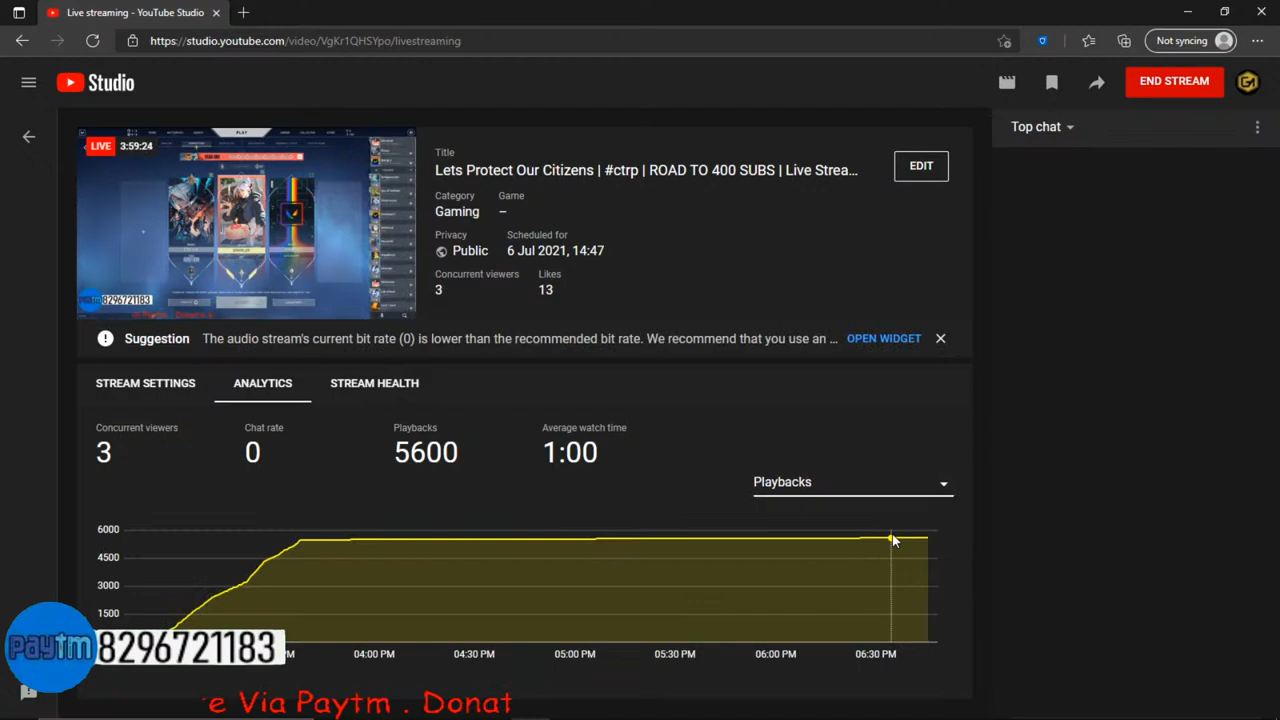 Live streaming - YouTube Studio
https://studio.youtube.com/video/VgKr1QHSYpo/livestreaming
Not syncing
Studio
END STREAM
LIVE 3:59:24
PLAY
paytm 8296721183
Title
Lets Protect Our Citizens | #ctrp | ROAD TO 400 SUBS | Live Strea...
EDIT
Category Game
Gaming –
Privacy Scheduled for
Public 6 Jul 2021, 14:47
Concurrent viewers Likes
3 13
Top chat
Suggestion The audio stream's current bit rate (0) is lower than the recommended bit rate. We recommend that you use an ... OPEN WIDGET
STREAM SETTINGS ANALYTICS STREAM HEALTH
Concurrent viewers Chat rate Playbacks Average watch time
3 0 5600 1:00
Playbacks
6000
4500
3000
1500
04:00 PM 04:30 PM 05:00 PM 05:30 PM 06:00 PM 06:30 PM
paytm 8296721183
e Via Paytm . Donat